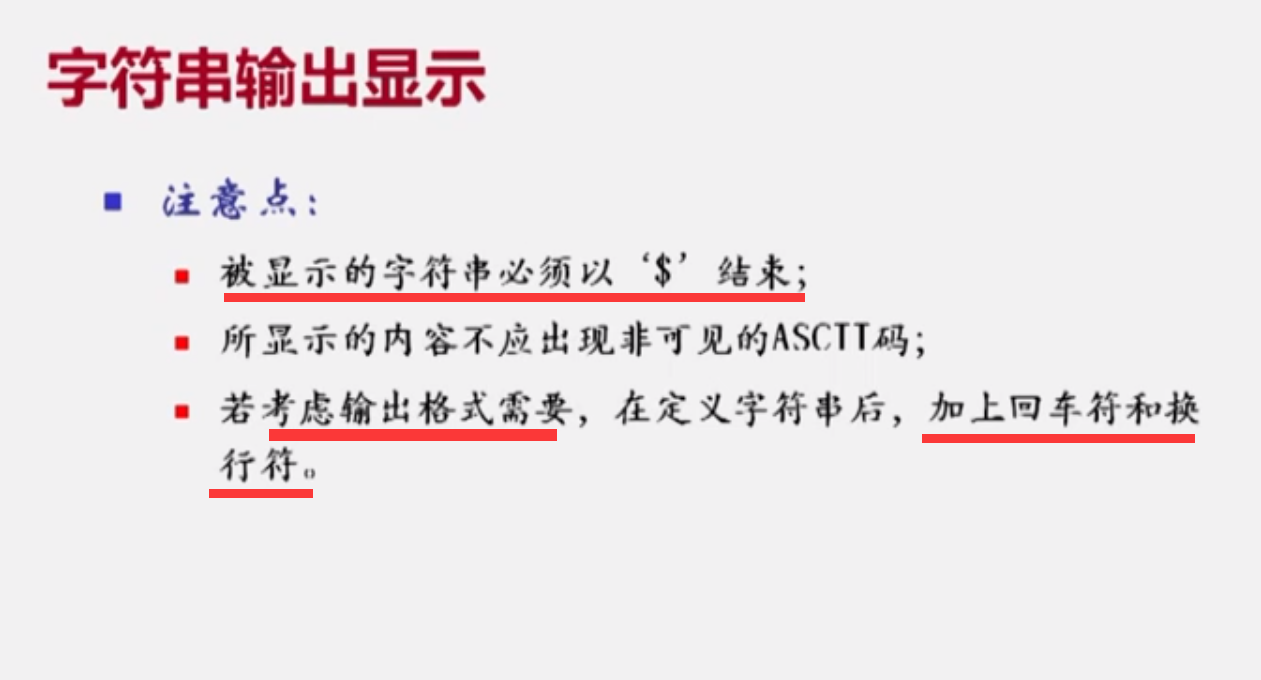 字符串输出显示
注意点：
被显示的字符串必须以‘$’结束；
所显示的内容不应出现非可见的ASCTT码；
若考虑输出格式需要，在定义字符串后，加上回车符和换
行符。